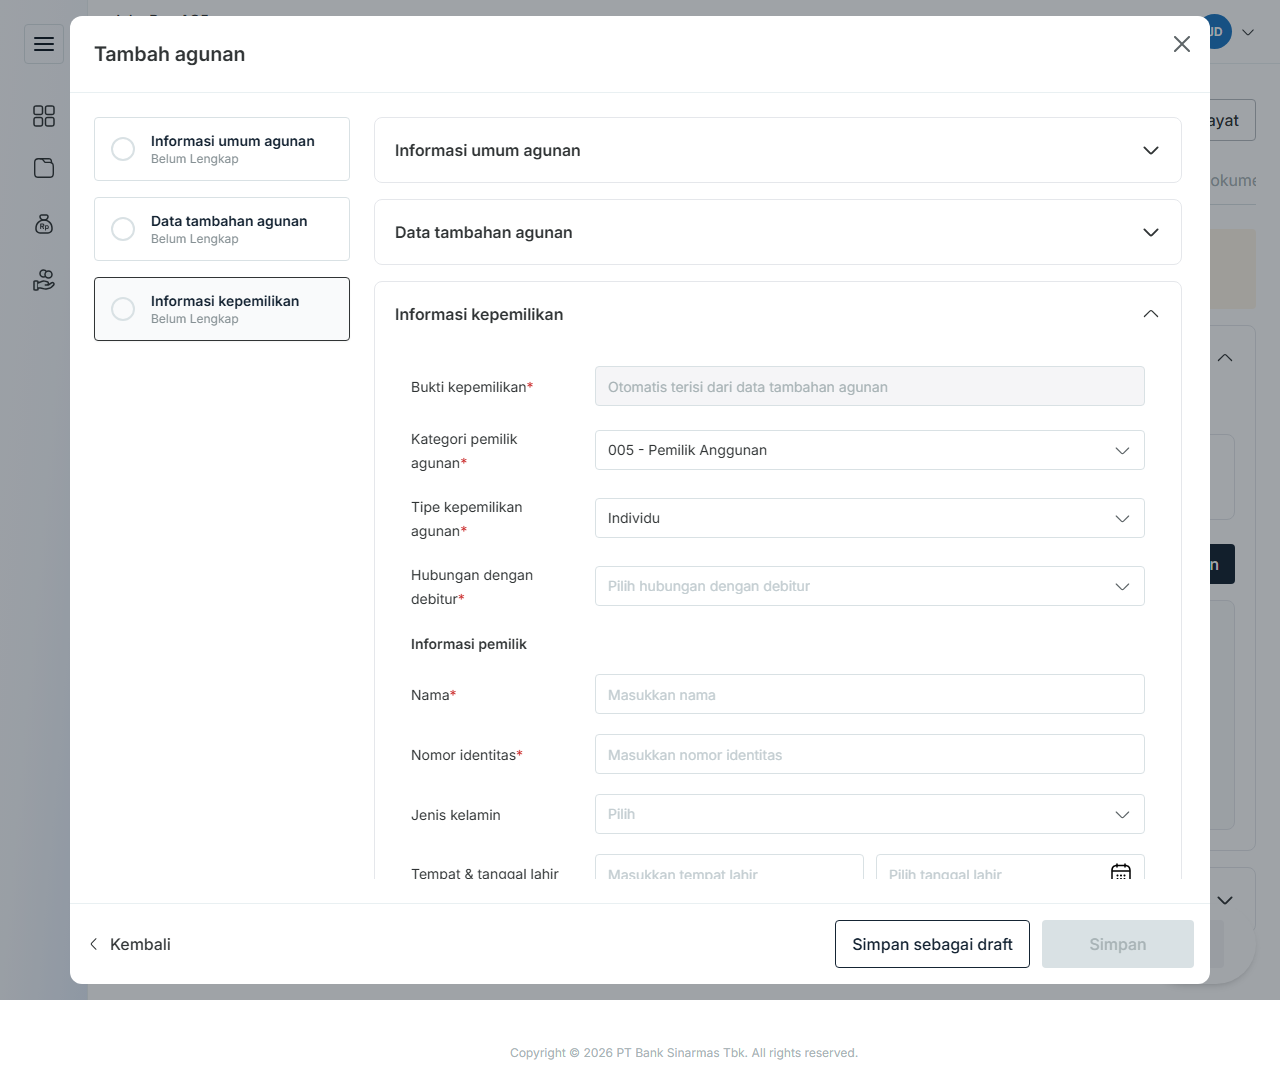 Tambah agunan
JD
ayat
okume
n
Informasi umum agunan
Belum Lengkap
Data tambahan agunan
Belum Lengkap
Informasi kepemilikan
Belum Lengkap
Informasi umum agunan
Data tambahan agunan
Informasi kepemilikan
Bukti kepemilikan*
Otomatis terisi dari data tambahan agunan
Kategori pemilik
agunan*
005 - Pemilik Anggunan
Tipe kepemilikan
agunan*
Individu
Hubungan dengan
debitur*
Pilih hubungan dengan debitur
Informasi pemilik
Nama*
Masukkan nama
Nomor identitas*
Masukkan nomor identitas
Jenis kelamin
Pilih
Tempat & tanggal lahir
Masukkan tempat lahir
Pilih tanggal lahir
Kembali
Simpan sebagai draft
Simpan
Rp
Copyright © 2026 PT Bank Sinarmas Tbk. All rights reserved.